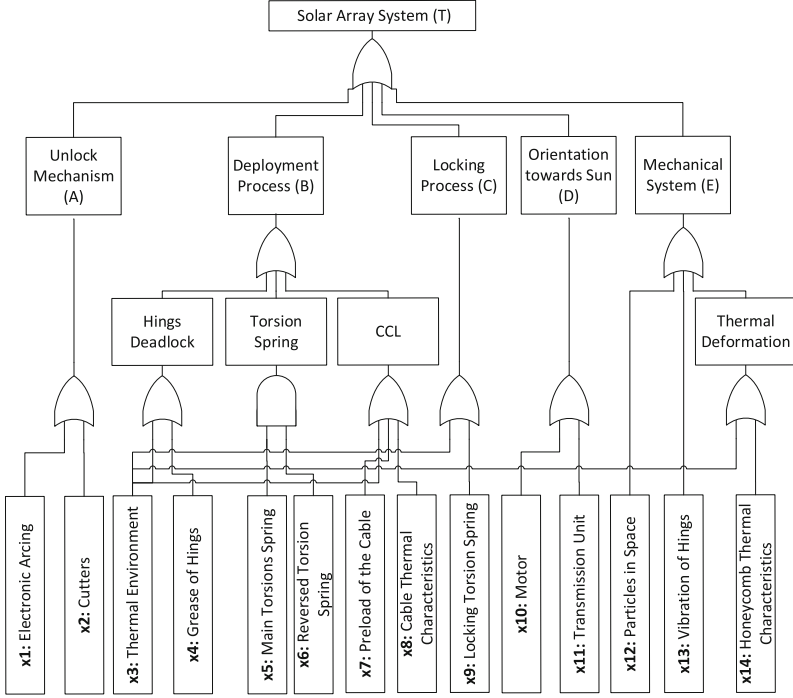 Solar Array System (T)
Unlock
Mechanism
(A)
Deployment
Process (B)
Locking
Process (C)
Orientation
towards Sun
(D)
Mechanical
System (E)
Hings
Deadlock
Torsion
Spring
CCL
Thermal
Deformation
x1: Electronic Arcing
x2: Cutters
x3: Thermal Environment
x4: Grease of Hings
x5: Main Torsions Spring
x6: Reversed Torsion
Spring
x7: Preload of the Cable
x8: Cable Thermal
Characteristics
x9: Locking Torsion Spring
x10: Motor
x11: Transmission Unit
x12: Particles in Space
x13: Vibration of Hings
x14: Honeycomb Thermal
Characteristics